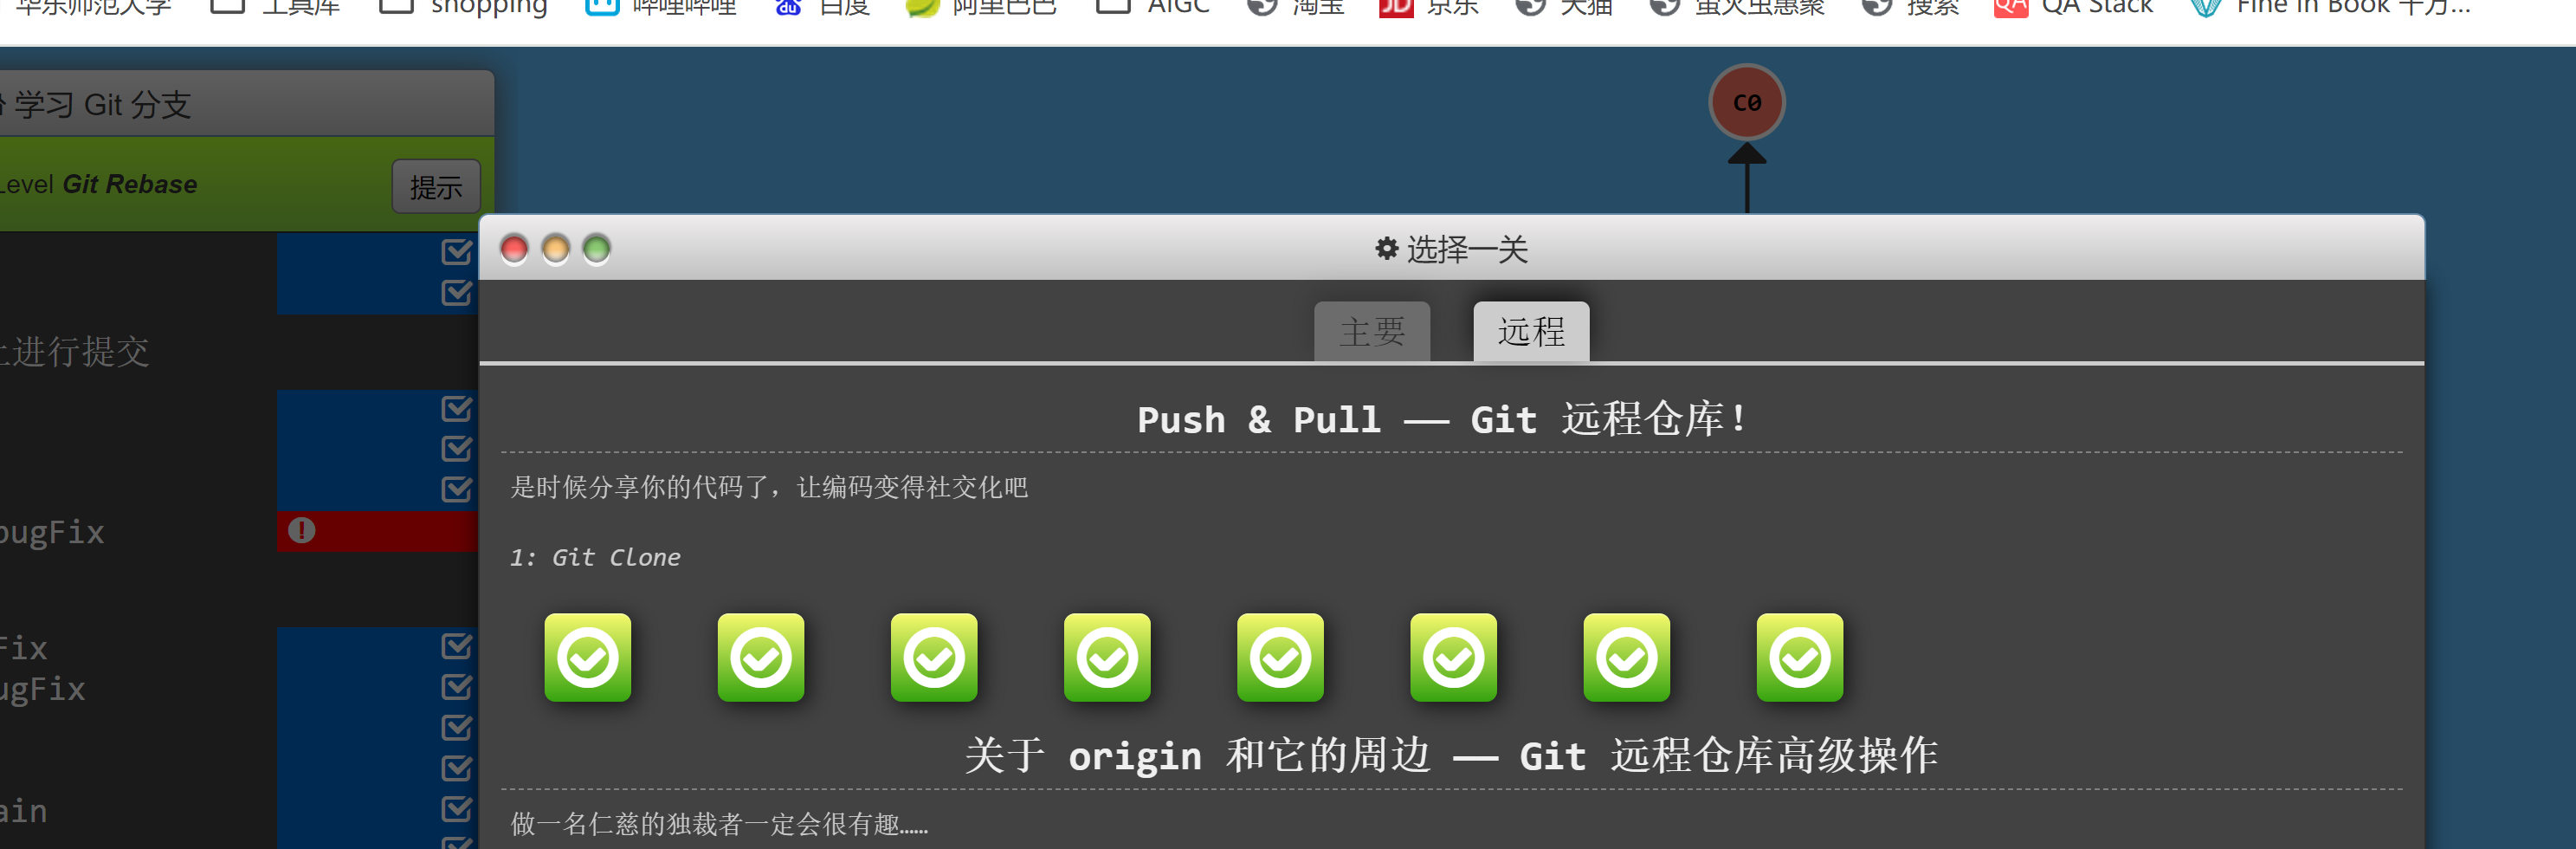 华东师范大学 工具库 shopping 哔哩哔哩 百度 阿里巴巴 AIGC 淘宝 京东 天猫 萤火虫惠聚 搜索 QA Stack Fine in Book 千万...
学习 Git 分支
Level Git Rebase
提示
C0
选择一关
主要 远程
上进行提交
bugFix
Fix
ugFix
ain
Push & Pull —— Git 远程仓库!
是时候分享你的代码了，让编码变得社交化吧
1: Git Clone
关于 origin 和它的周边 —— Git 远程仓库高级操作
做一名仁慈的独裁者一定会很有趣……